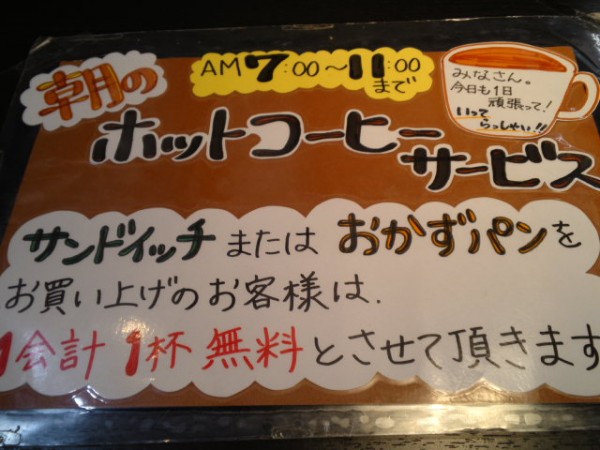 朝の
AM 7:00～11:00
まで
みなさん。
今日も1日
頑張って!
いって
らっしゃい!!
ホットコーヒー
サービス
サンドイッチ または おかずパンを
お買い上げのお客様は.
1会計 1杯 無料とさせて頂きます